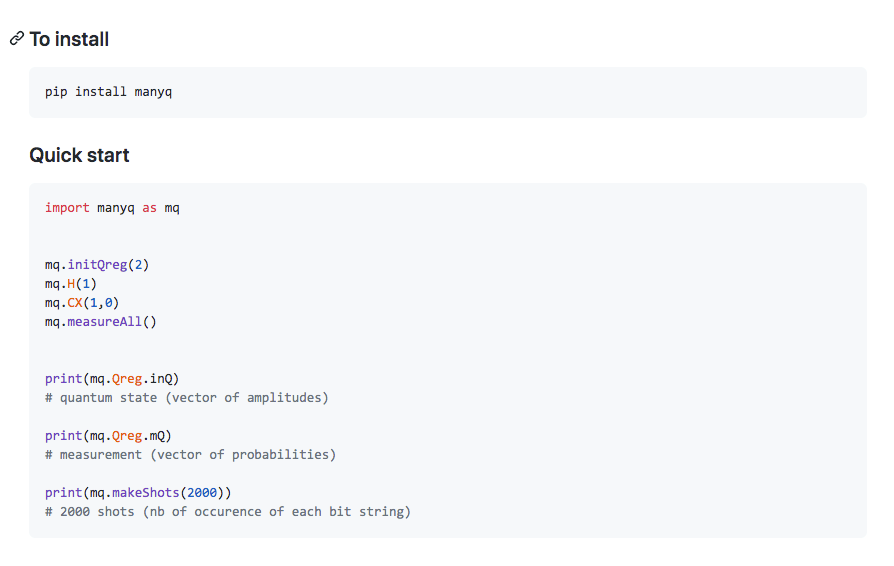 To install
pip install manyq
Quick start
import manyq as mq
mq.initQreg(2)
mq.H(1)
mq.CX(1,0)
mq.measureAll()
print(mq.Qreg.inQ)
# quantum state (vector of amplitudes)
print(mq.Qreg.mQ)
# measurement (vector of probabilities)
print(mq.makeShots(2000))
# 2000 shots (nb of occurence of each bit string)